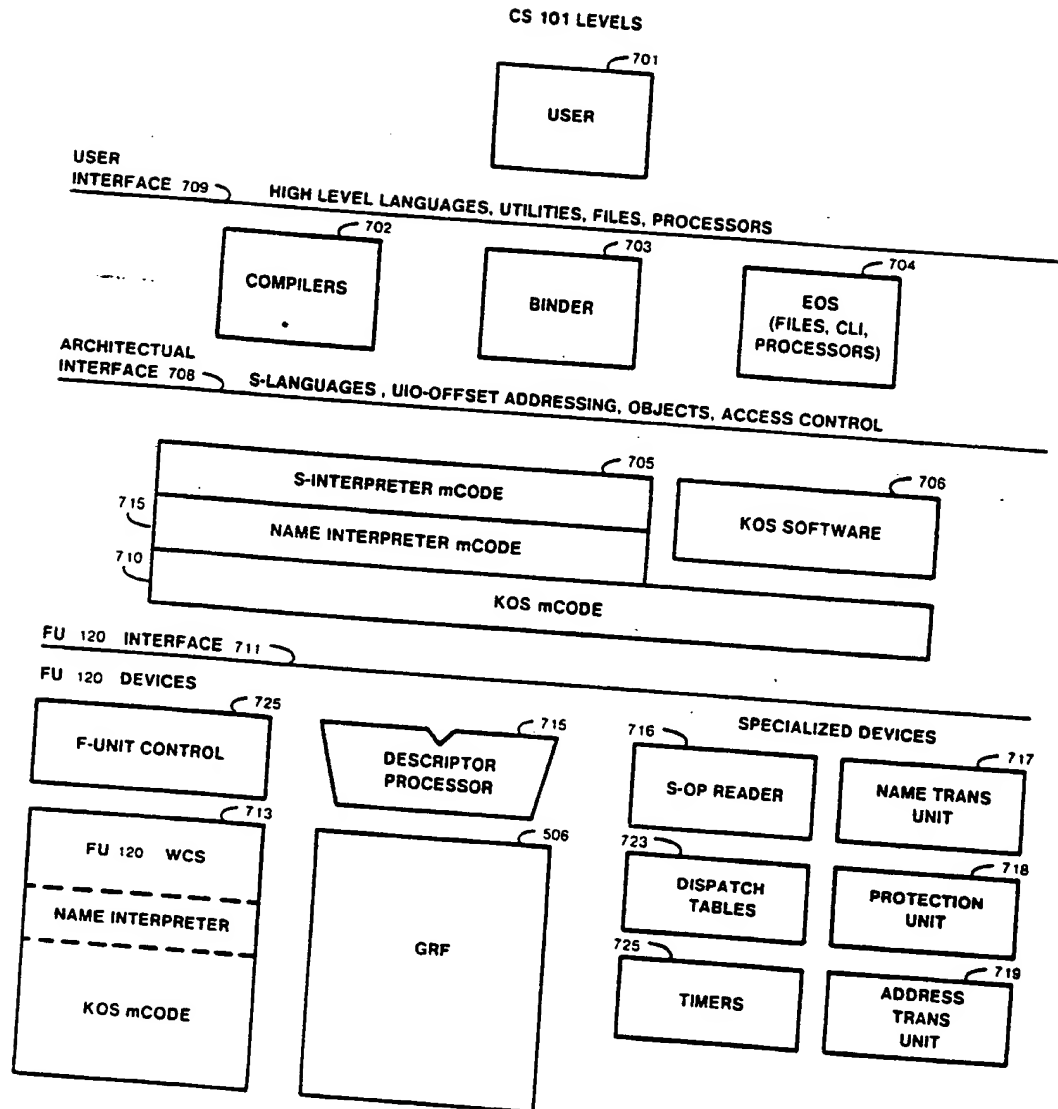 CS 101 LEVELS
701
USER
USER
INTERFACE 709
HIGH LEVEL LANGUAGES, UTILITIES, FILES, PROCESSORS
702
COMPILERS
703
BINDER
704
EOS
(FILES, CLI,
PROCESSORS)
ARCHITECTUAL
INTERFACE 708
S-LANGUAGES , UIO-OFFSET ADDRESSING, OBJECTS, ACCESS CONTROL
705
S-INTERPRETER mCODE
706
KOS SOFTWARE
715
NAME INTERPRETER mCODE
710
KOS mCODE
FU 120 INTERFACE 711
FU 120 DEVICES
SPECIALIZED DEVICES
725
F-UNIT CONTROL
715
DESCRIPTOR
PROCESSOR
716
S-OP READER
717
NAME TRANS
UNIT
713
FU 120 WCS
NAME INTERPRETER
KOS mCODE
506
GRF
723
DISPATCH
TABLES
718
PROTECTION
UNIT
725
TIMERS
719
ADDRESS
TRANS
UNIT